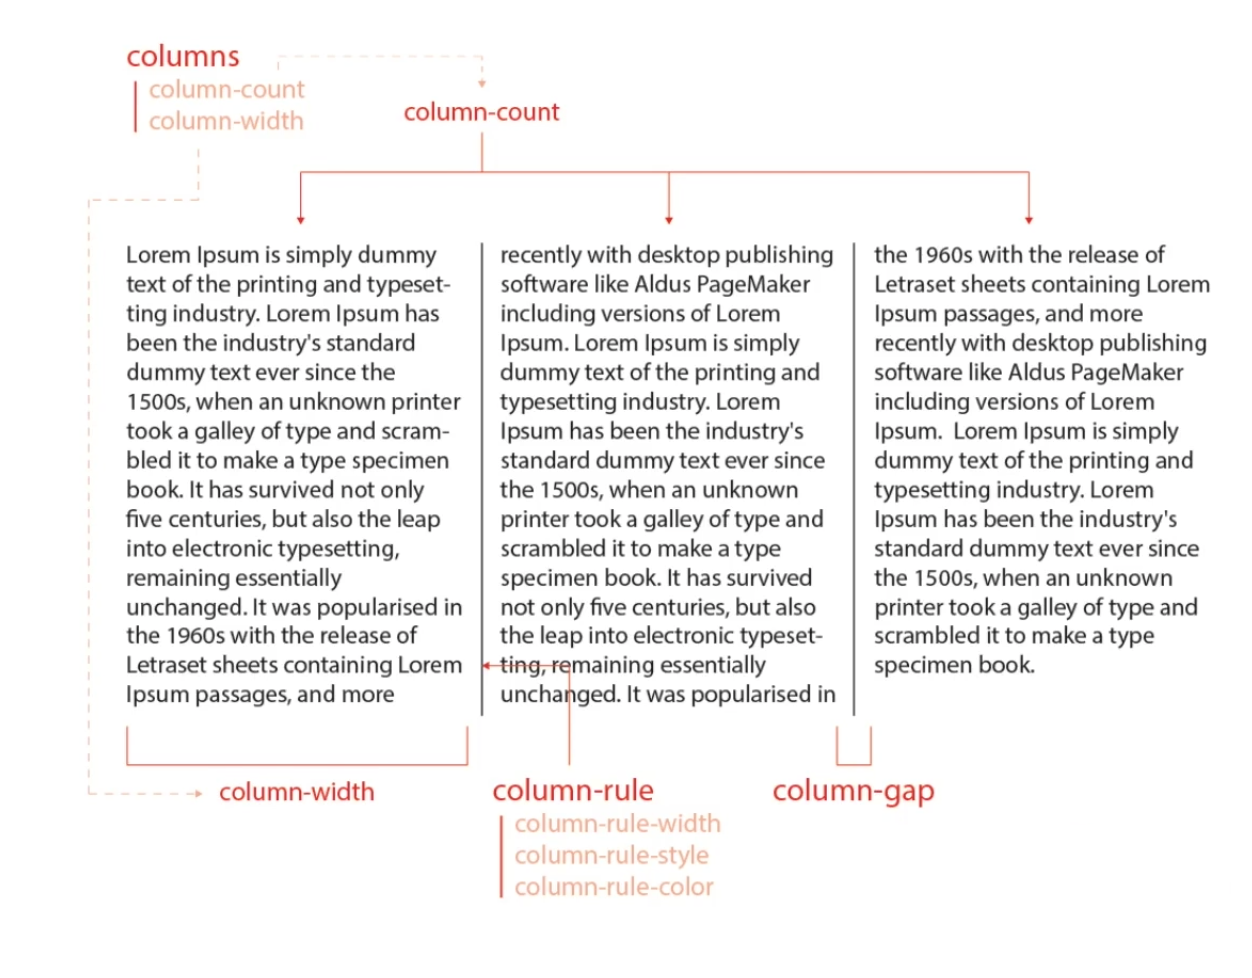 columns
column-count
column-width
column-count
Lorem Ipsum is simply dummy
text of the printing and typeset-
ting industry. Lorem Ipsum has
been the industry's standard
dummy text ever since the
1500s, when an unknown printer
took a galley of type and scram-
bled it to make a type specimen
book. It has survived not only
five centuries, but also the leap
into electronic typesetting,
remaining essentially
unchanged. It was popularised in
the 1960s with the release of
Letraset sheets containing Lorem
Ipsum passages, and more
recently with desktop publishing
software like Aldus PageMaker
including versions of Lorem
Ipsum. Lorem Ipsum is simply
dummy text of the printing and
typesetting industry. Lorem
Ipsum has been the industry's
standard dummy text ever since
the 1500s, when an unknown
printer took a galley of type and
scrambled it to make a type
specimen book. It has survived
not only five centuries, but also
the leap into electronic typeset-
ting, remaining essentially
unchanged. It was popularised in
the 1960s with the release of
Letraset sheets containing Lorem
Ipsum passages, and more
recently with desktop publishing
software like Aldus PageMaker
including versions of Lorem
Ipsum.  Lorem Ipsum is simply
dummy text of the printing and
typesetting industry. Lorem
Ipsum has been the industry's
standard dummy text ever since
the 1500s, when an unknown
printer took a galley of type and
scrambled it to make a type
specimen book.
column-width
column-rule
column-rule-width
column-rule-style
column-rule-color
column-gap